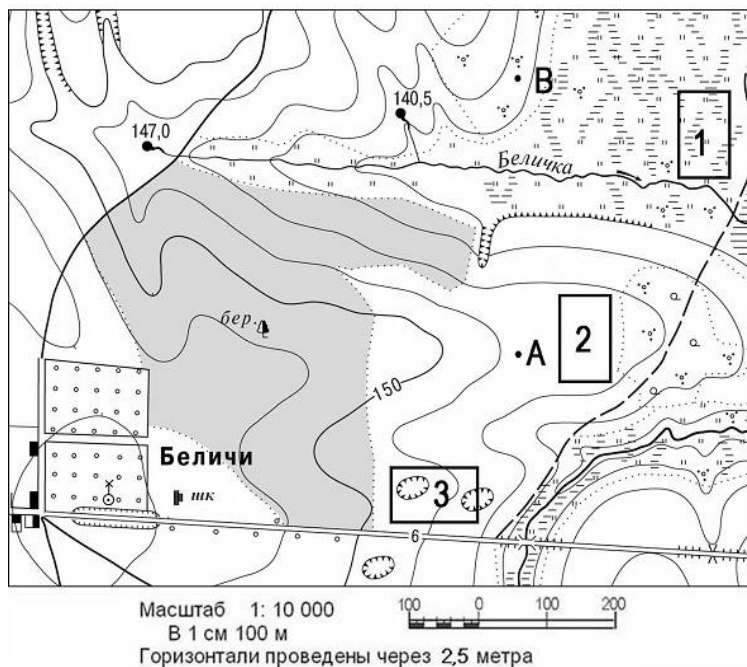 В
140,5
147,0
1
Беличка
бер.
2
А
150
Беличи
3
шк
6
Масштаб 1: 10 000
100 0 100 200
В 1 см 100 м
Горизонтали проведены через 2,5 метра